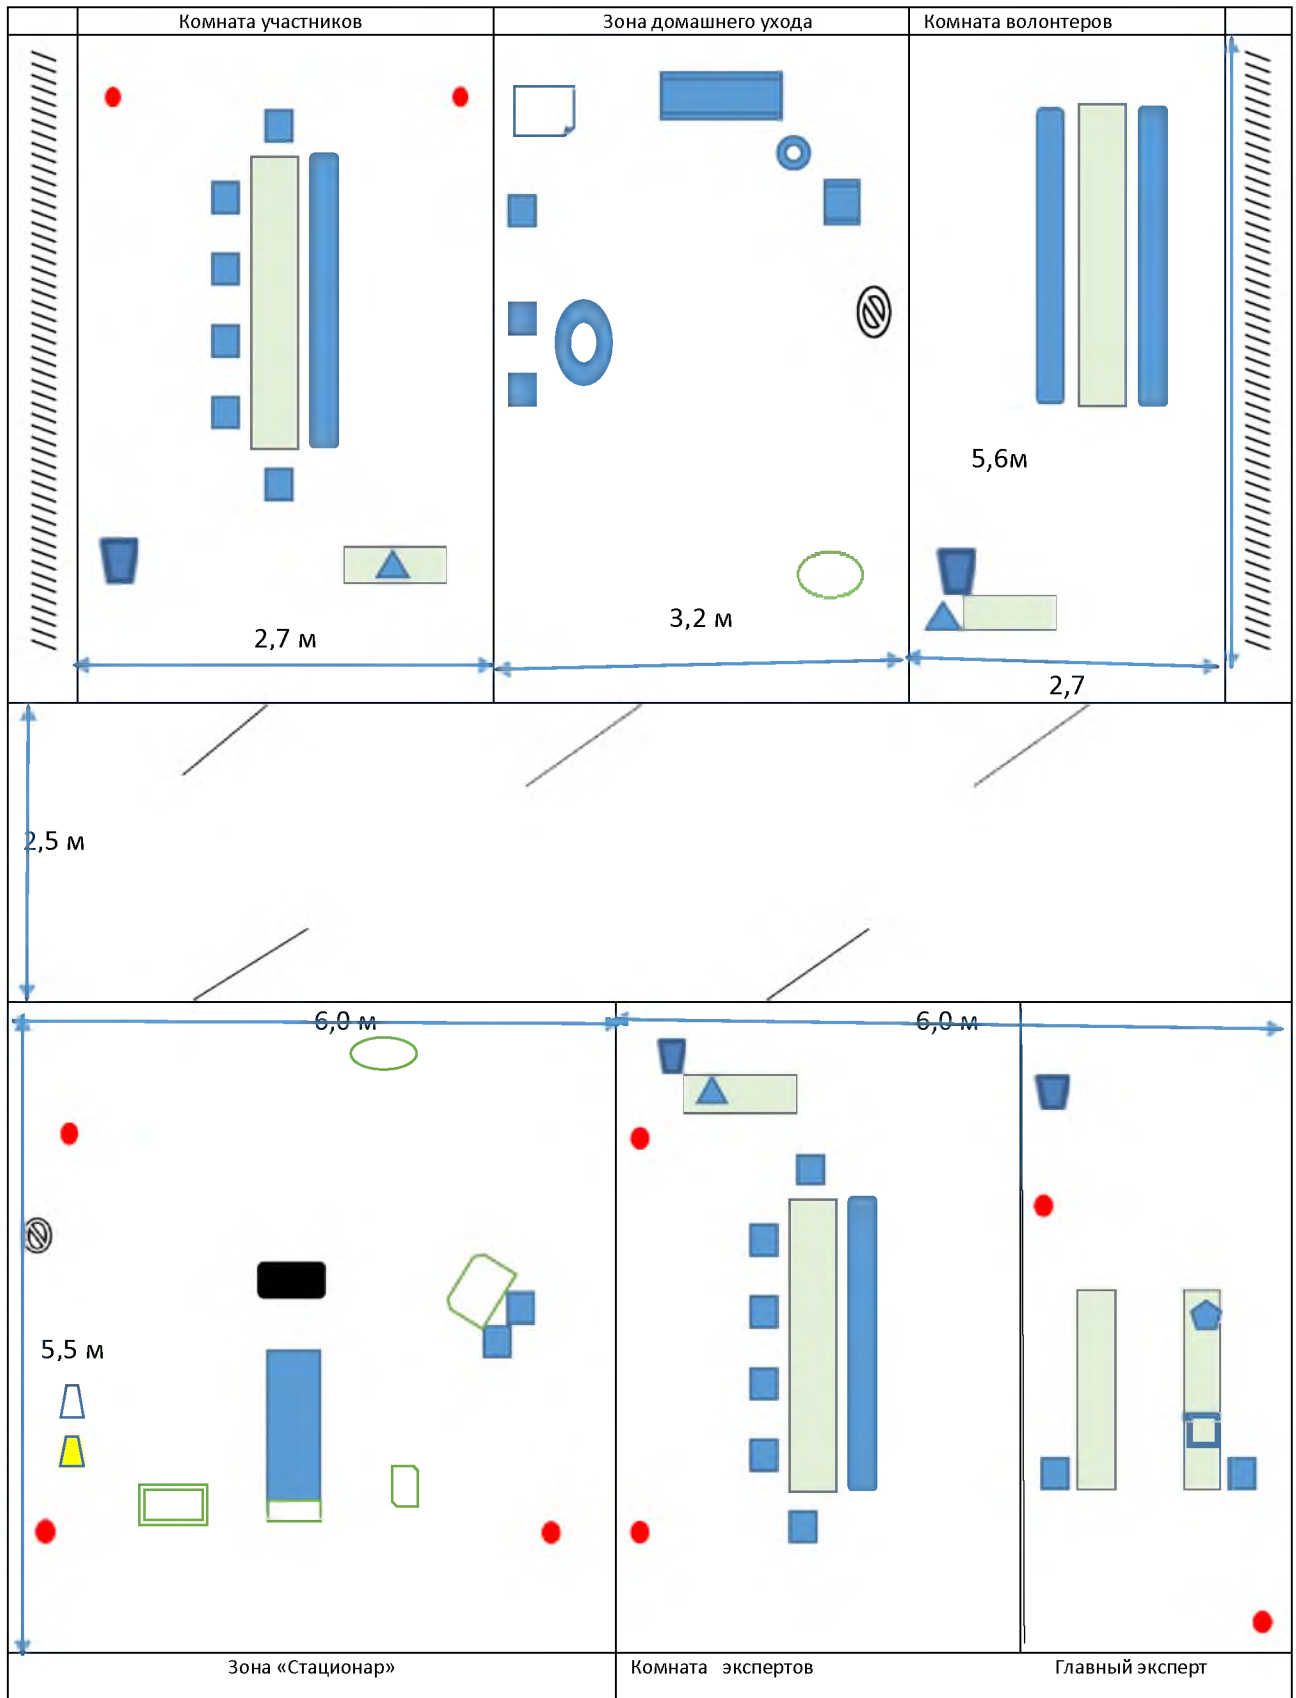 Комната участников
Зона домашнего ухода
Комната волонтеров
5,6м
3,2 м
2,7 м
2,7
2,5 м
6,0 м
6,0 м
5,5 м
Зона «Стационар»
Комната экспертов
Главный эксперт